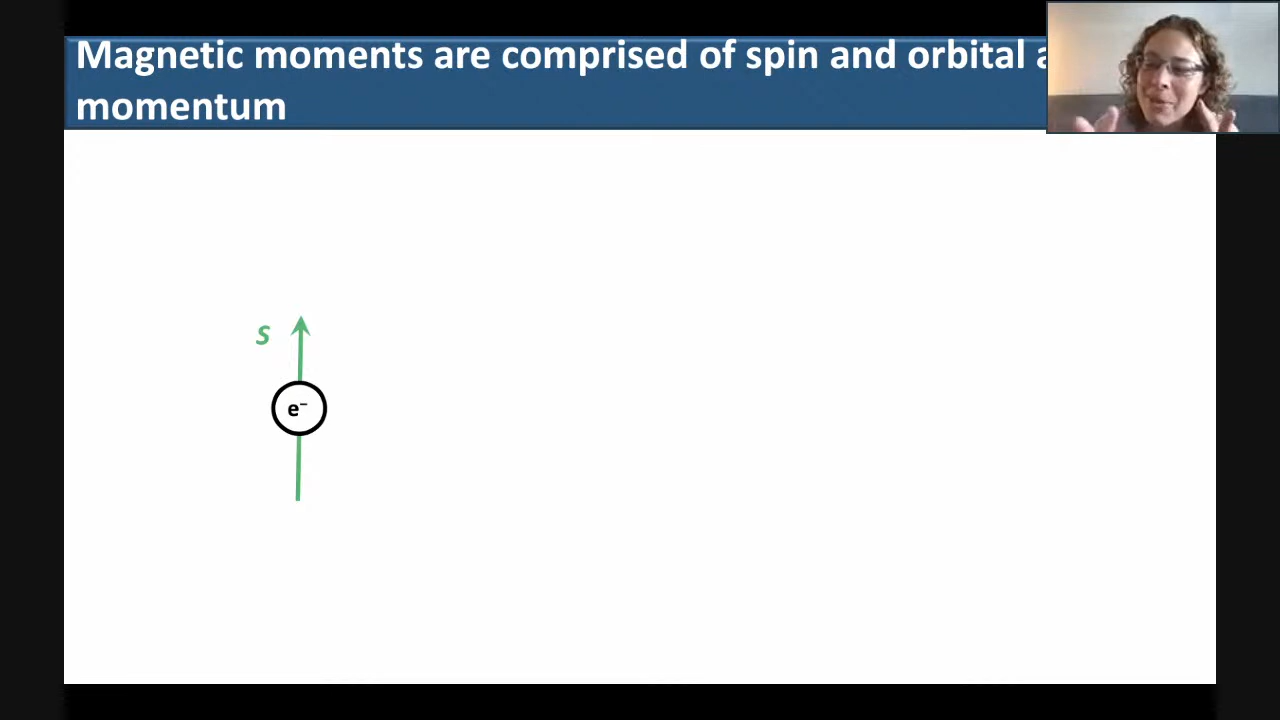 Magnetic moments are comprised of spin and orbital
momentum
S
e⁻